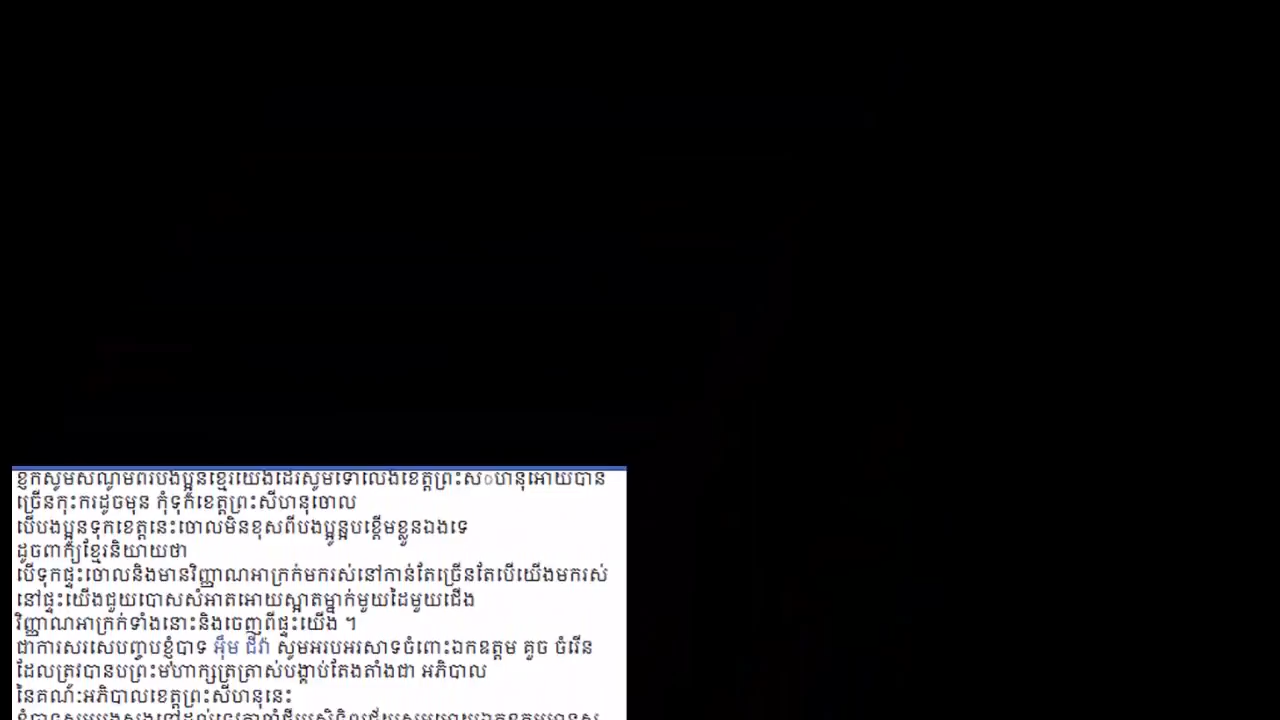 ខ្ញុំកសូមសំណូមពរបងប្អូនខ្មែរយើងដែរសូមទៅលេងខេត្តព្រះស០ហនុអោយបាន
ច្រើនកុះករដូចមុន កុំទុកខេត្តព្រះសីហនុចោល
បើបងប្អូនទុកខេត្តនេះចោលមិនខុសពីបងប្អូន្អបង្កើមខ្លួនឯងទេ
ដូចពាក្យខ្មែរនិយាយថា
បើទុកផ្ទះចោលនិងមានវិញ្ញាណអាក្រក់មករស់នៅកាន់តែច្រើនតែបើយើងមករស់
នៅផ្ទះយើងជួយបោសសំអាតអោយស្អាតម្នាក់មួយដៃមួយជើង
វិញ្ញាណអាក្រក់ទាំងនោះនិងចេញពីផ្ទះយើង ។
ជាការសរសេបញ្ចបខ្ញុំបាទ អុឹម ជីវ៉ា សូមអរបអរសាទចំពោះឯកឧត្តម គួច ចំរើន
ដែលត្រូវបានបព្រះមហាក្សត្រត្រាស់បង្គាប់តែងតាំងជា អភិបាល
នៃគណ:អភិបាលខេត្តព្រះសីហនុនេះ